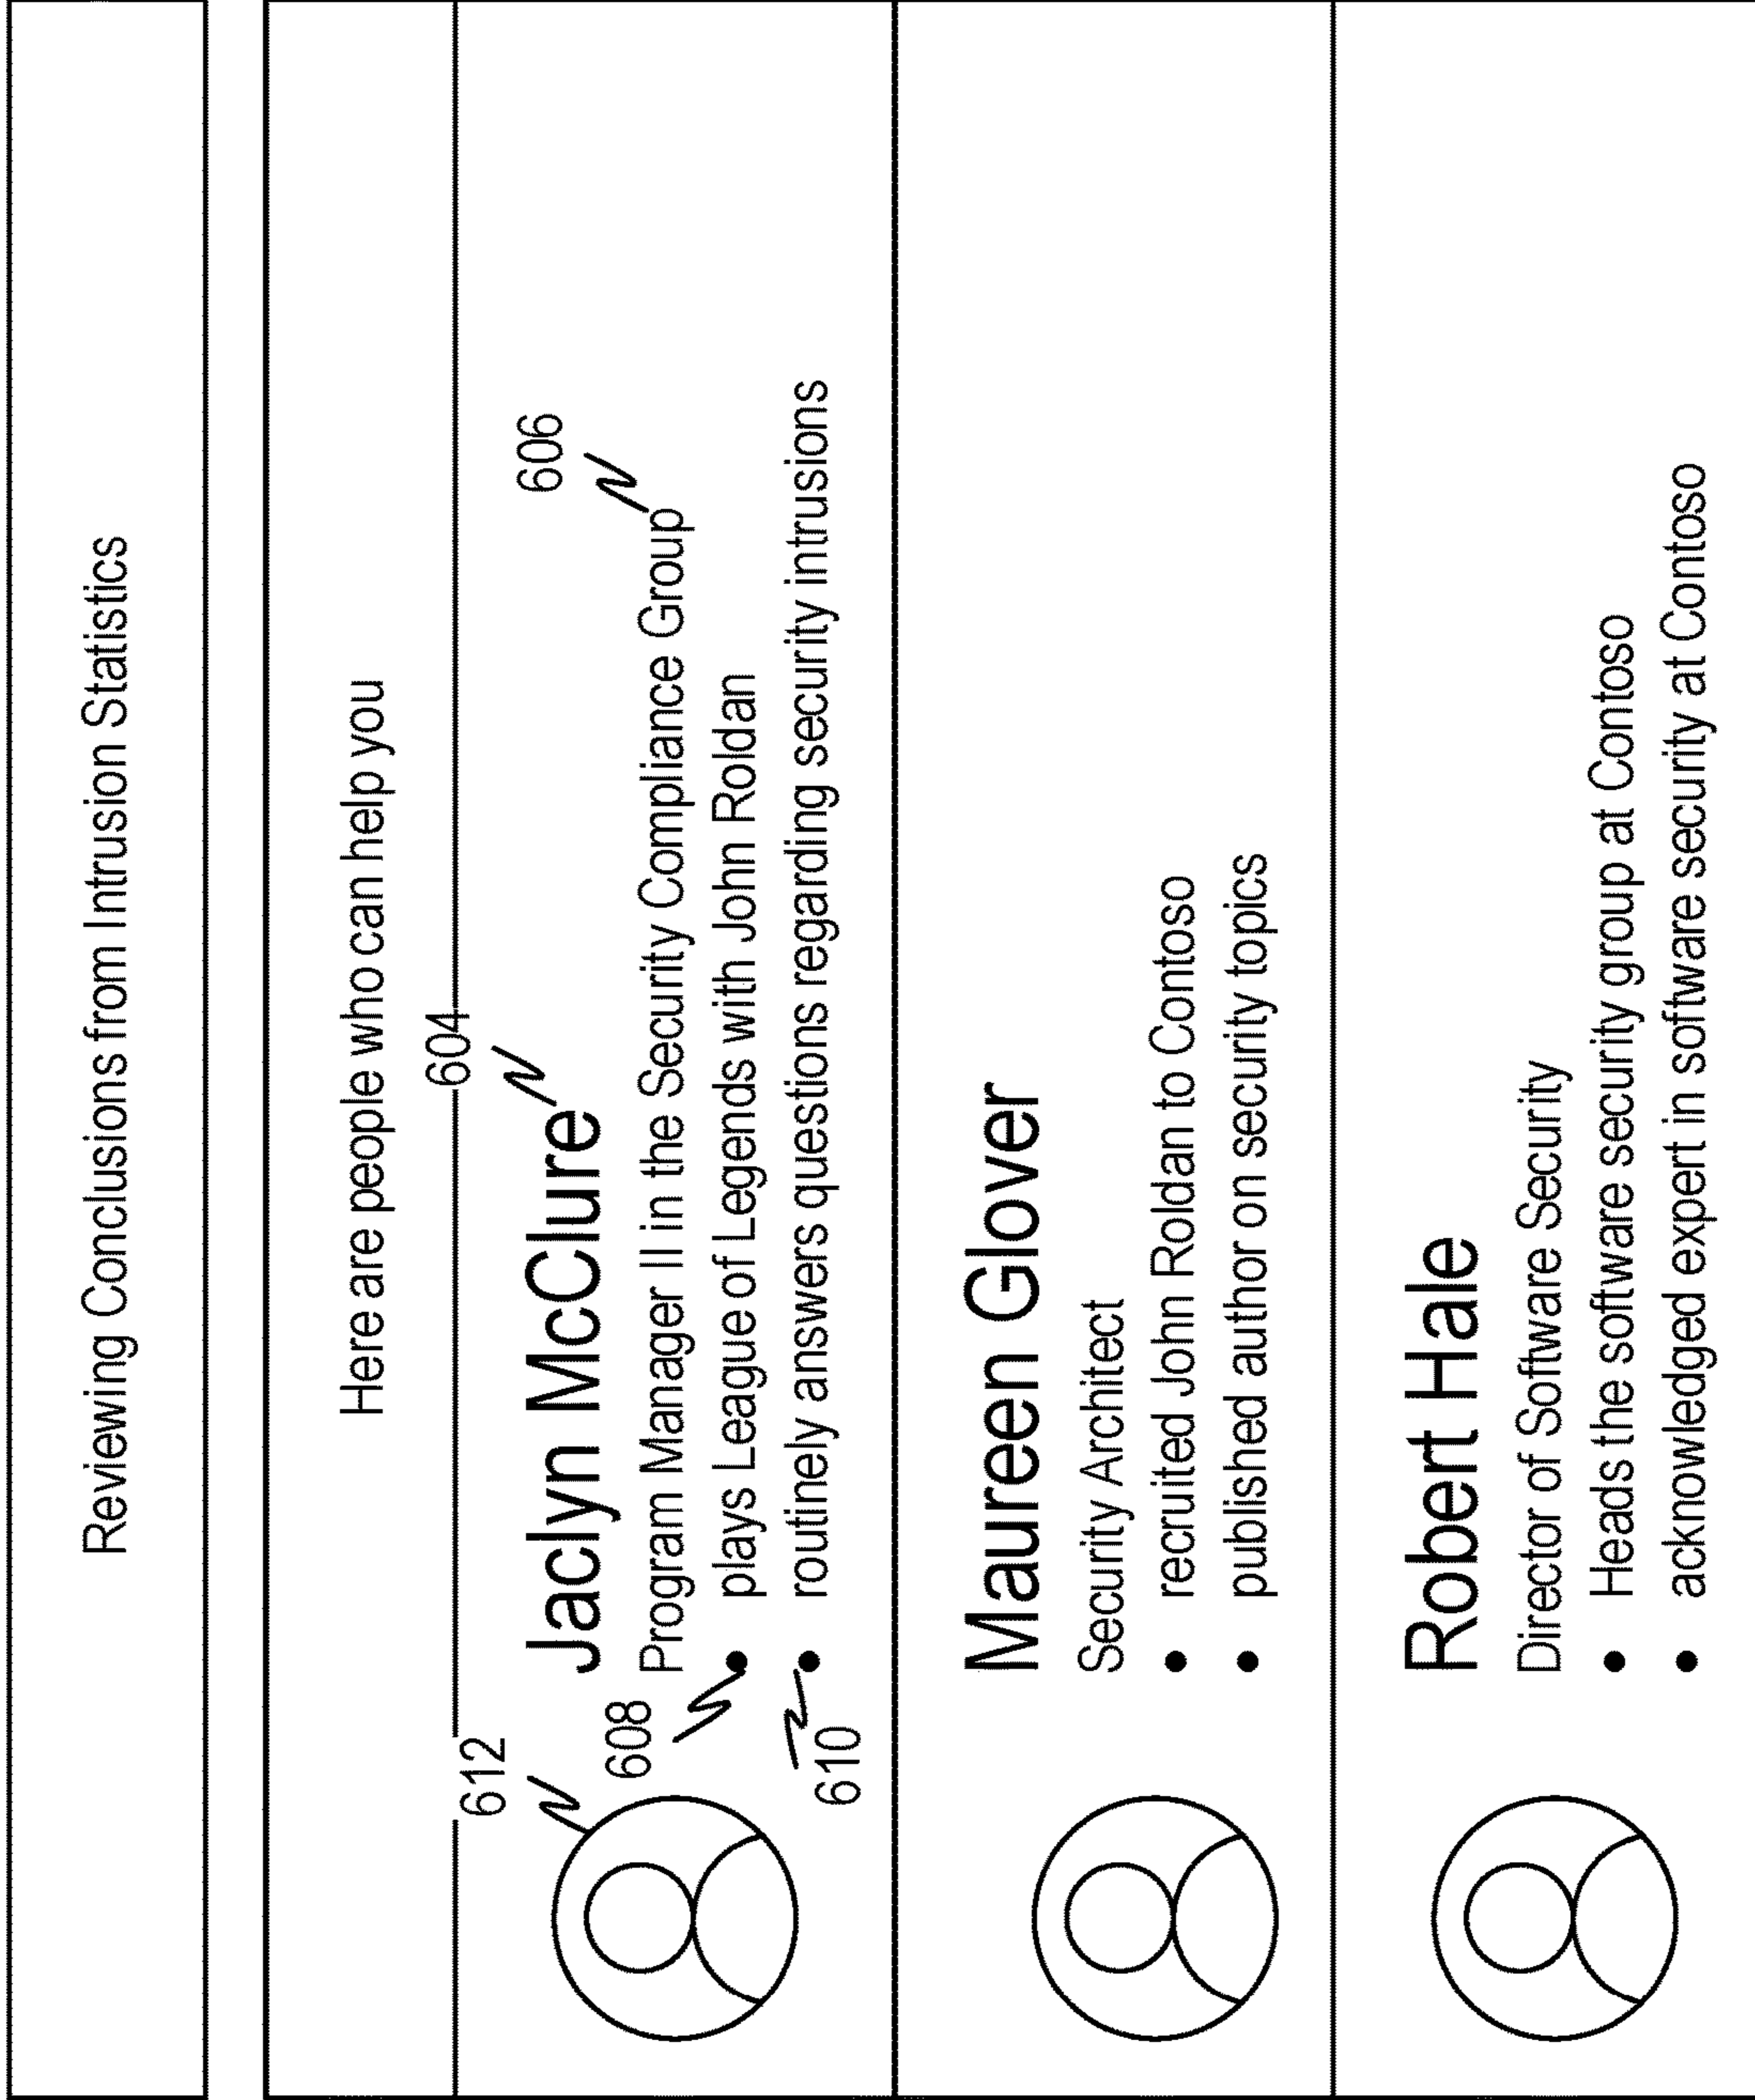 Reviewing Conclusions from Intrusion Statistics
Here are people who can help you
604
612
Jaclyn McClure
606
Program Manager II in the Security Compliance Group
608
• plays League of Legends with John Roldan
610
• routinely answers questions regarding security intrusions
Maureen Glover
Security Architect
• recruited John Roldan to Contoso
• published author on security topics
Robert Hale
Director of Software Security
• Heads the software security group at Contoso
• acknowledged expert in software security at Contoso